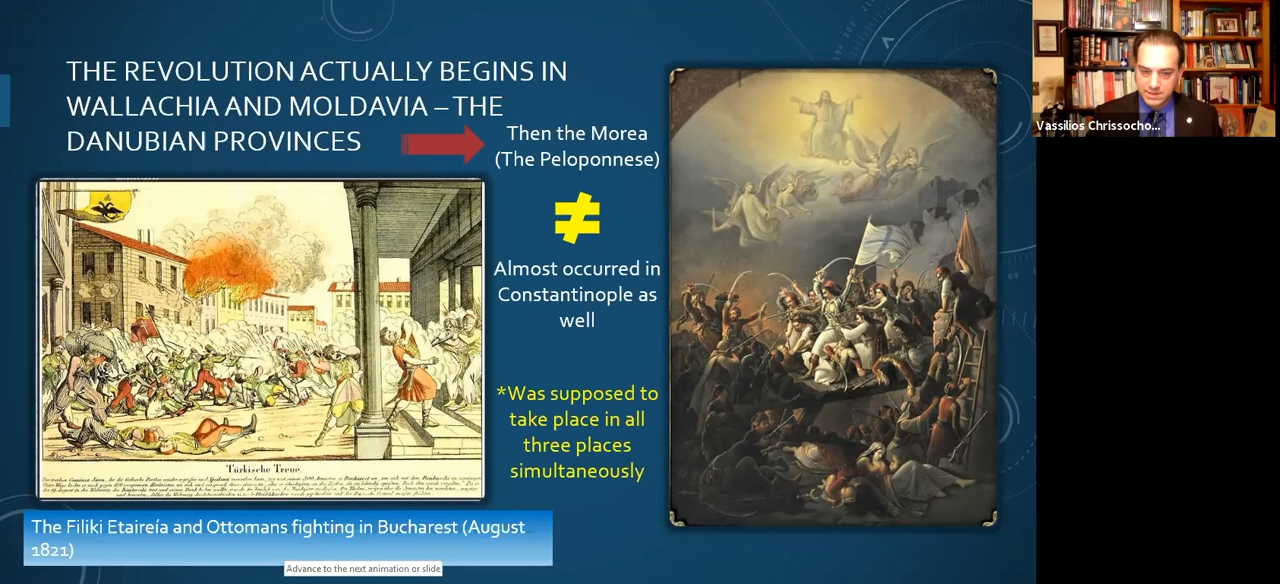 THE REVOLUTION ACTUALLY BEGINS IN
WALLACHIA AND MOLDAVIA – THE
DANUBIAN PROVINCES
Then the Morea
(The Peloponnese)
≠
Almost occurred in
Constantinople as
well
*Was supposed to
take place in all
three places
simultaneously
Türkische Treue.
The Filiki Etaireía and Ottomans fighting in Bucharest (August
1821)
Advance to the next animation or slide
Vassilios Chrissocho...